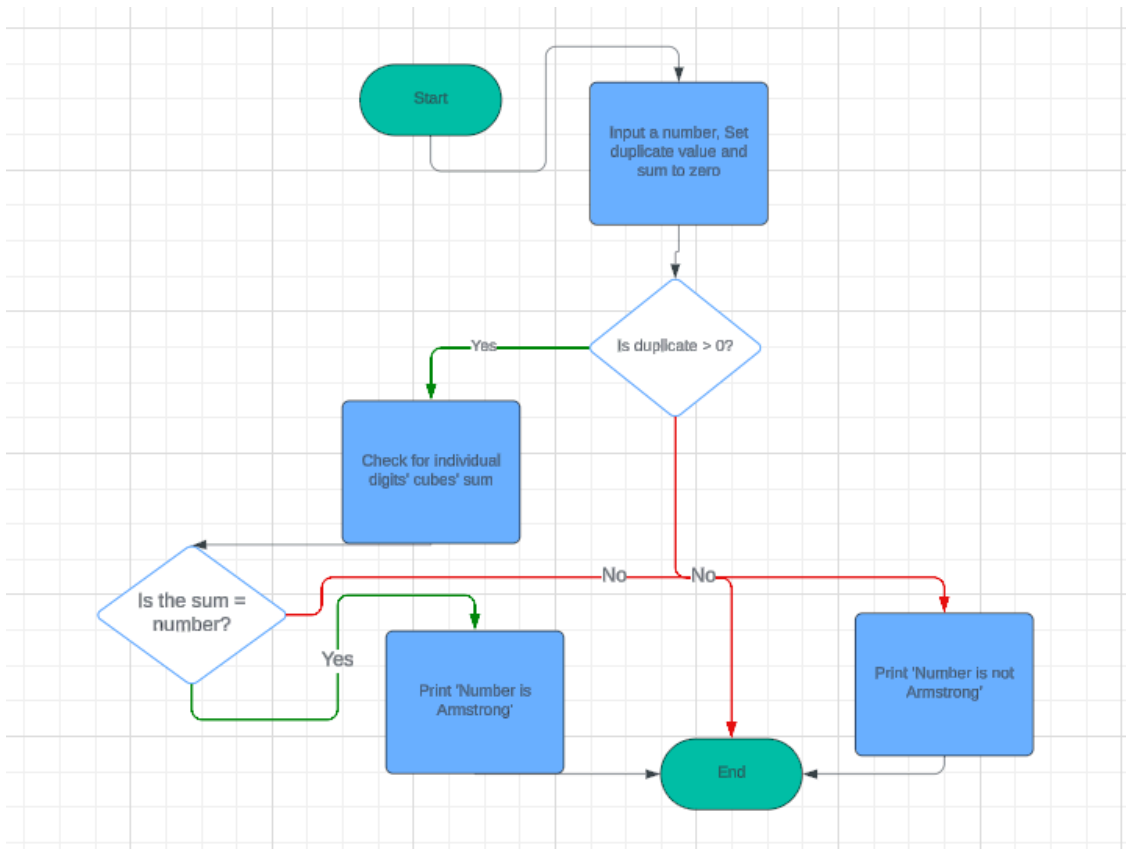 Start
Input a number, Set
duplicate value and
sum to zero
Is duplicate > 0?
Yes
Check for individual
digits' cubes' sum
Is the sum =
number?
No
No
Yes
Print 'Number is
Armstrong'
Print 'Number is not
Armstrong'
End